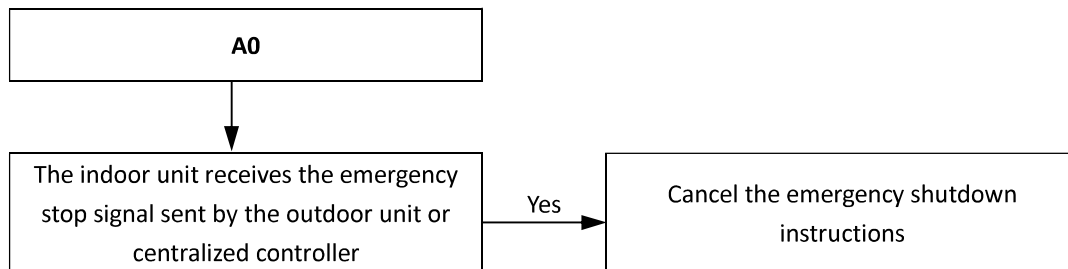 A0
The indoor unit receives the emergency
stop signal sent by the outdoor unit or
centralized controller
Yes
Cancel the emergency shutdown
instructions